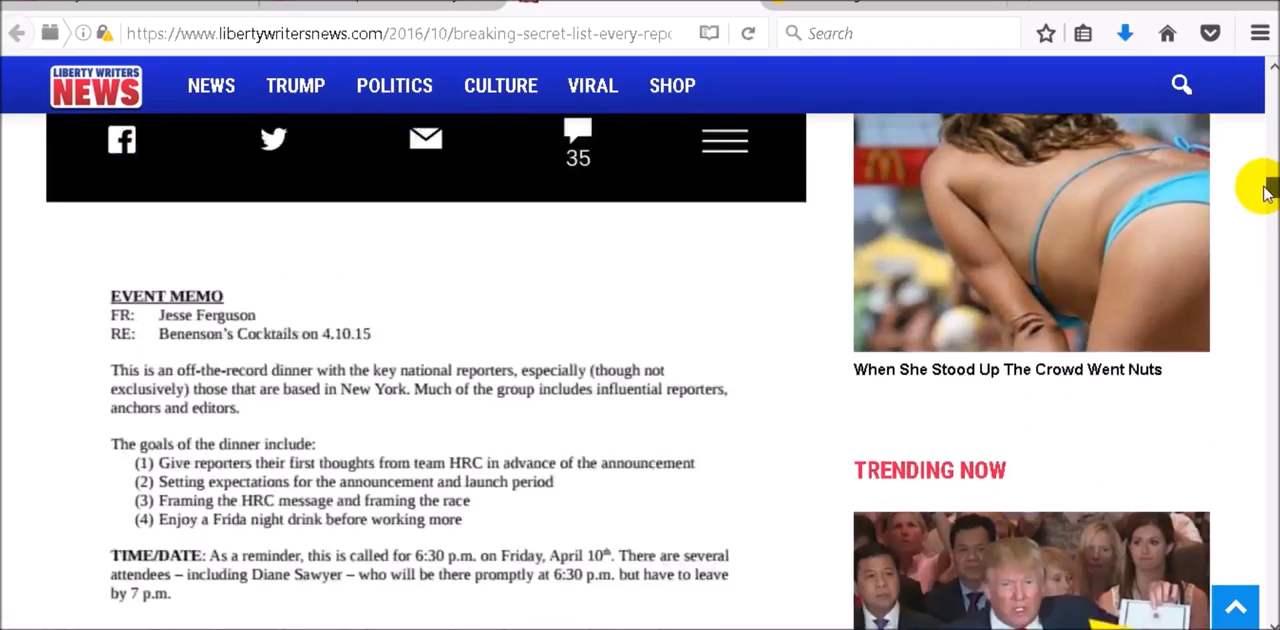 https://www.libertywritersnews.com/2016/10/breaking-secret-list-every-repo
Search
LIBERTY WRITERS
NEWS
NEWS TRUMP POLITICS CULTURE VIRAL SHOP
35
EVENT MEMO
FR: Jesse Ferguson
RE: Benenson's Cocktails on 4.10.15
This is an off-the-record dinner with the key national reporters, especially (though not
exclusively) those that are based in New York. Much of the group includes influential reporters,
anchors and editors.
The goals of the dinner include:
(1) Give reporters their first thoughts from team HRC in advance of the announcement
(2) Setting expectations for the announcement and launch period
(3) Framing the HRC message and framing the race
(4) Enjoy a Frida night drink before working more
TIME/DATE: As a reminder, this is called for 6:30 p.m. on Friday, April 10th. There are several
attendees – including Diane Sawyer – who will be there promptly at 6:30 p.m. but have to leave
by 7 p.m.
When She Stood Up The Crowd Went Nuts
TRENDING NOW